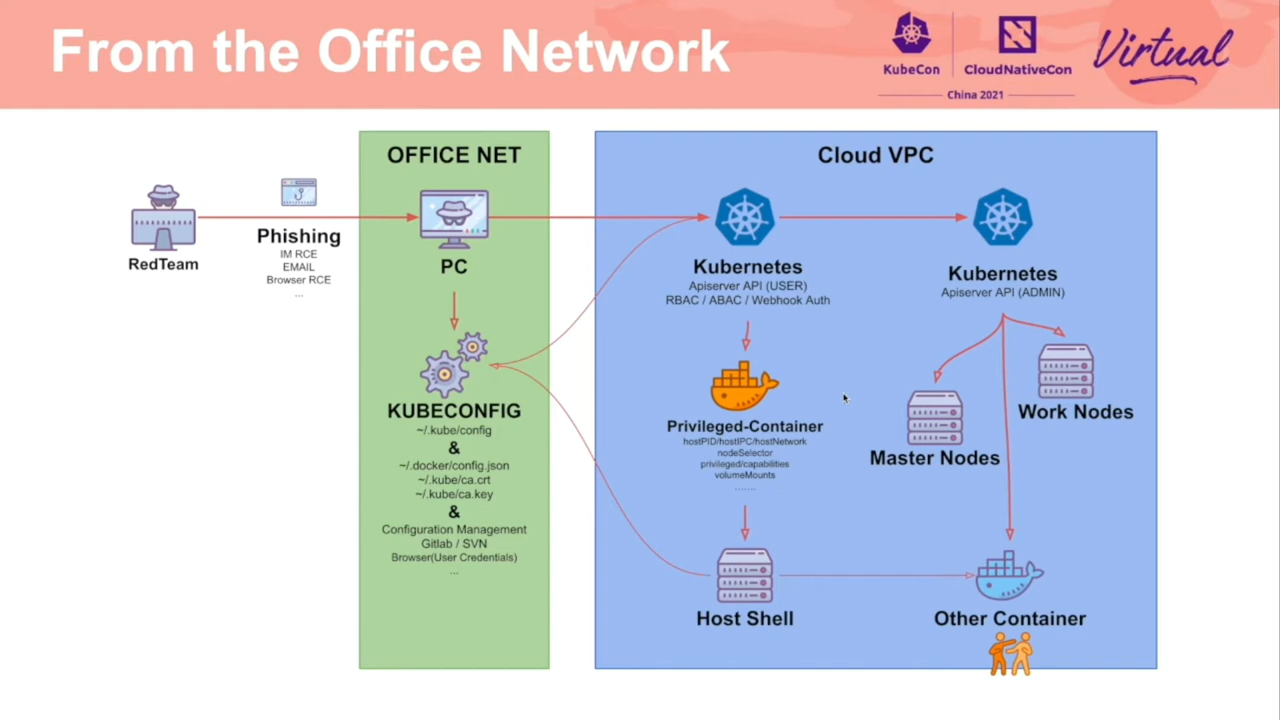 From the Office Network
KubeCon
CloudNativeCon
China 2021
Virtual
RedTeam
Phishing
IM RCE
EMAIL
Browser RCE
...
OFFICE NET
PC
KUBECONFIG
~/.kube/config
&
~/.docker/config.json
~/.kube/ca.crt
~/.kube/ca.key
&
Configuration Management
Gitlab / SVN
Browser(User Credentials)
...
Cloud VPC
Kubernetes
Apiserver API (USER)
RBAC / ABAC / Webhook Auth
Privileged-Container
hostPID/hostIPC/hostNetwork
nodeSelector
privileged/capabilities
volumeMounts
.......
Host Shell
Kubernetes
Apiserver API (ADMIN)
Work Nodes
Master Nodes
Other Container